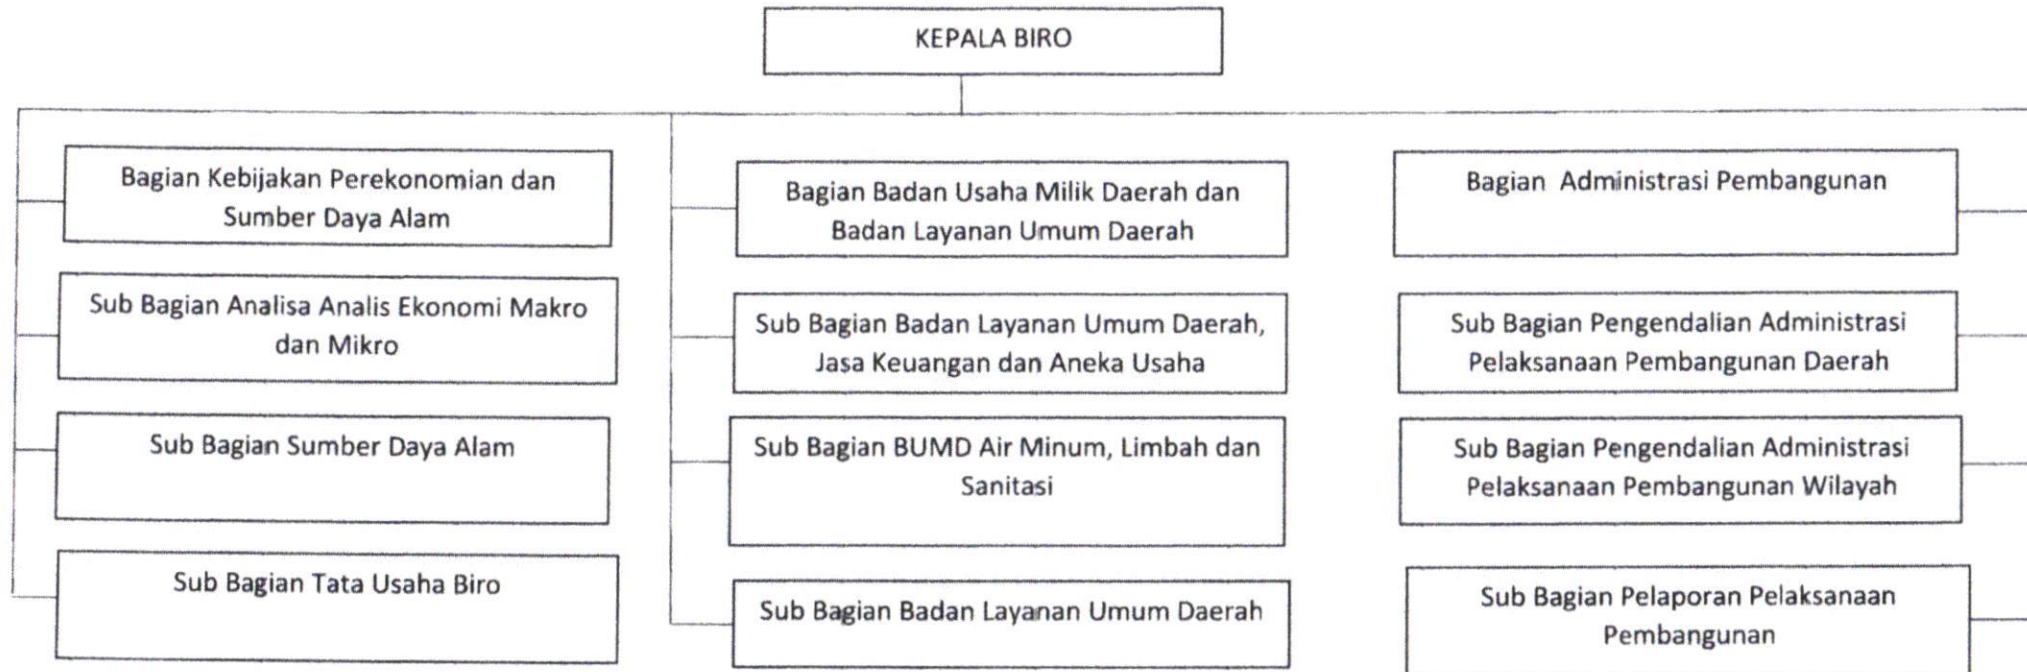 KEPALA BIRO
Bagian Kebijakan Perekonomian dan
Sumber Daya Alam
Sub Bagian Analisa Analis Ekonomi Makro
dan Mikro
Sub Bagian Sumber Daya Alam
Sub Bagian Tata Usaha Biro
Bagian Badan Usaha Milik Daerah dan
Badan Layanan Umum Daerah
Sub Bagian Badan Layanan Umum Daerah,
Jasa Keuangan dan Aneka Usaha
Sub Bagian BUMD Air Minum, Limbah dan
Sanitasi
Sub Bagian Badan Layanan Umum Daerah
Bagian Administrasi Pembangunan
Sub Bagian Pengendalian Administrasi
Pelaksanaan Pembangunan Daerah
Sub Bagian Pengendalian Administrasi
Pelaksanaan Pembangunan Wilayah
Sub Bagian Pelaporan Pelaksanaan
Pembangunan